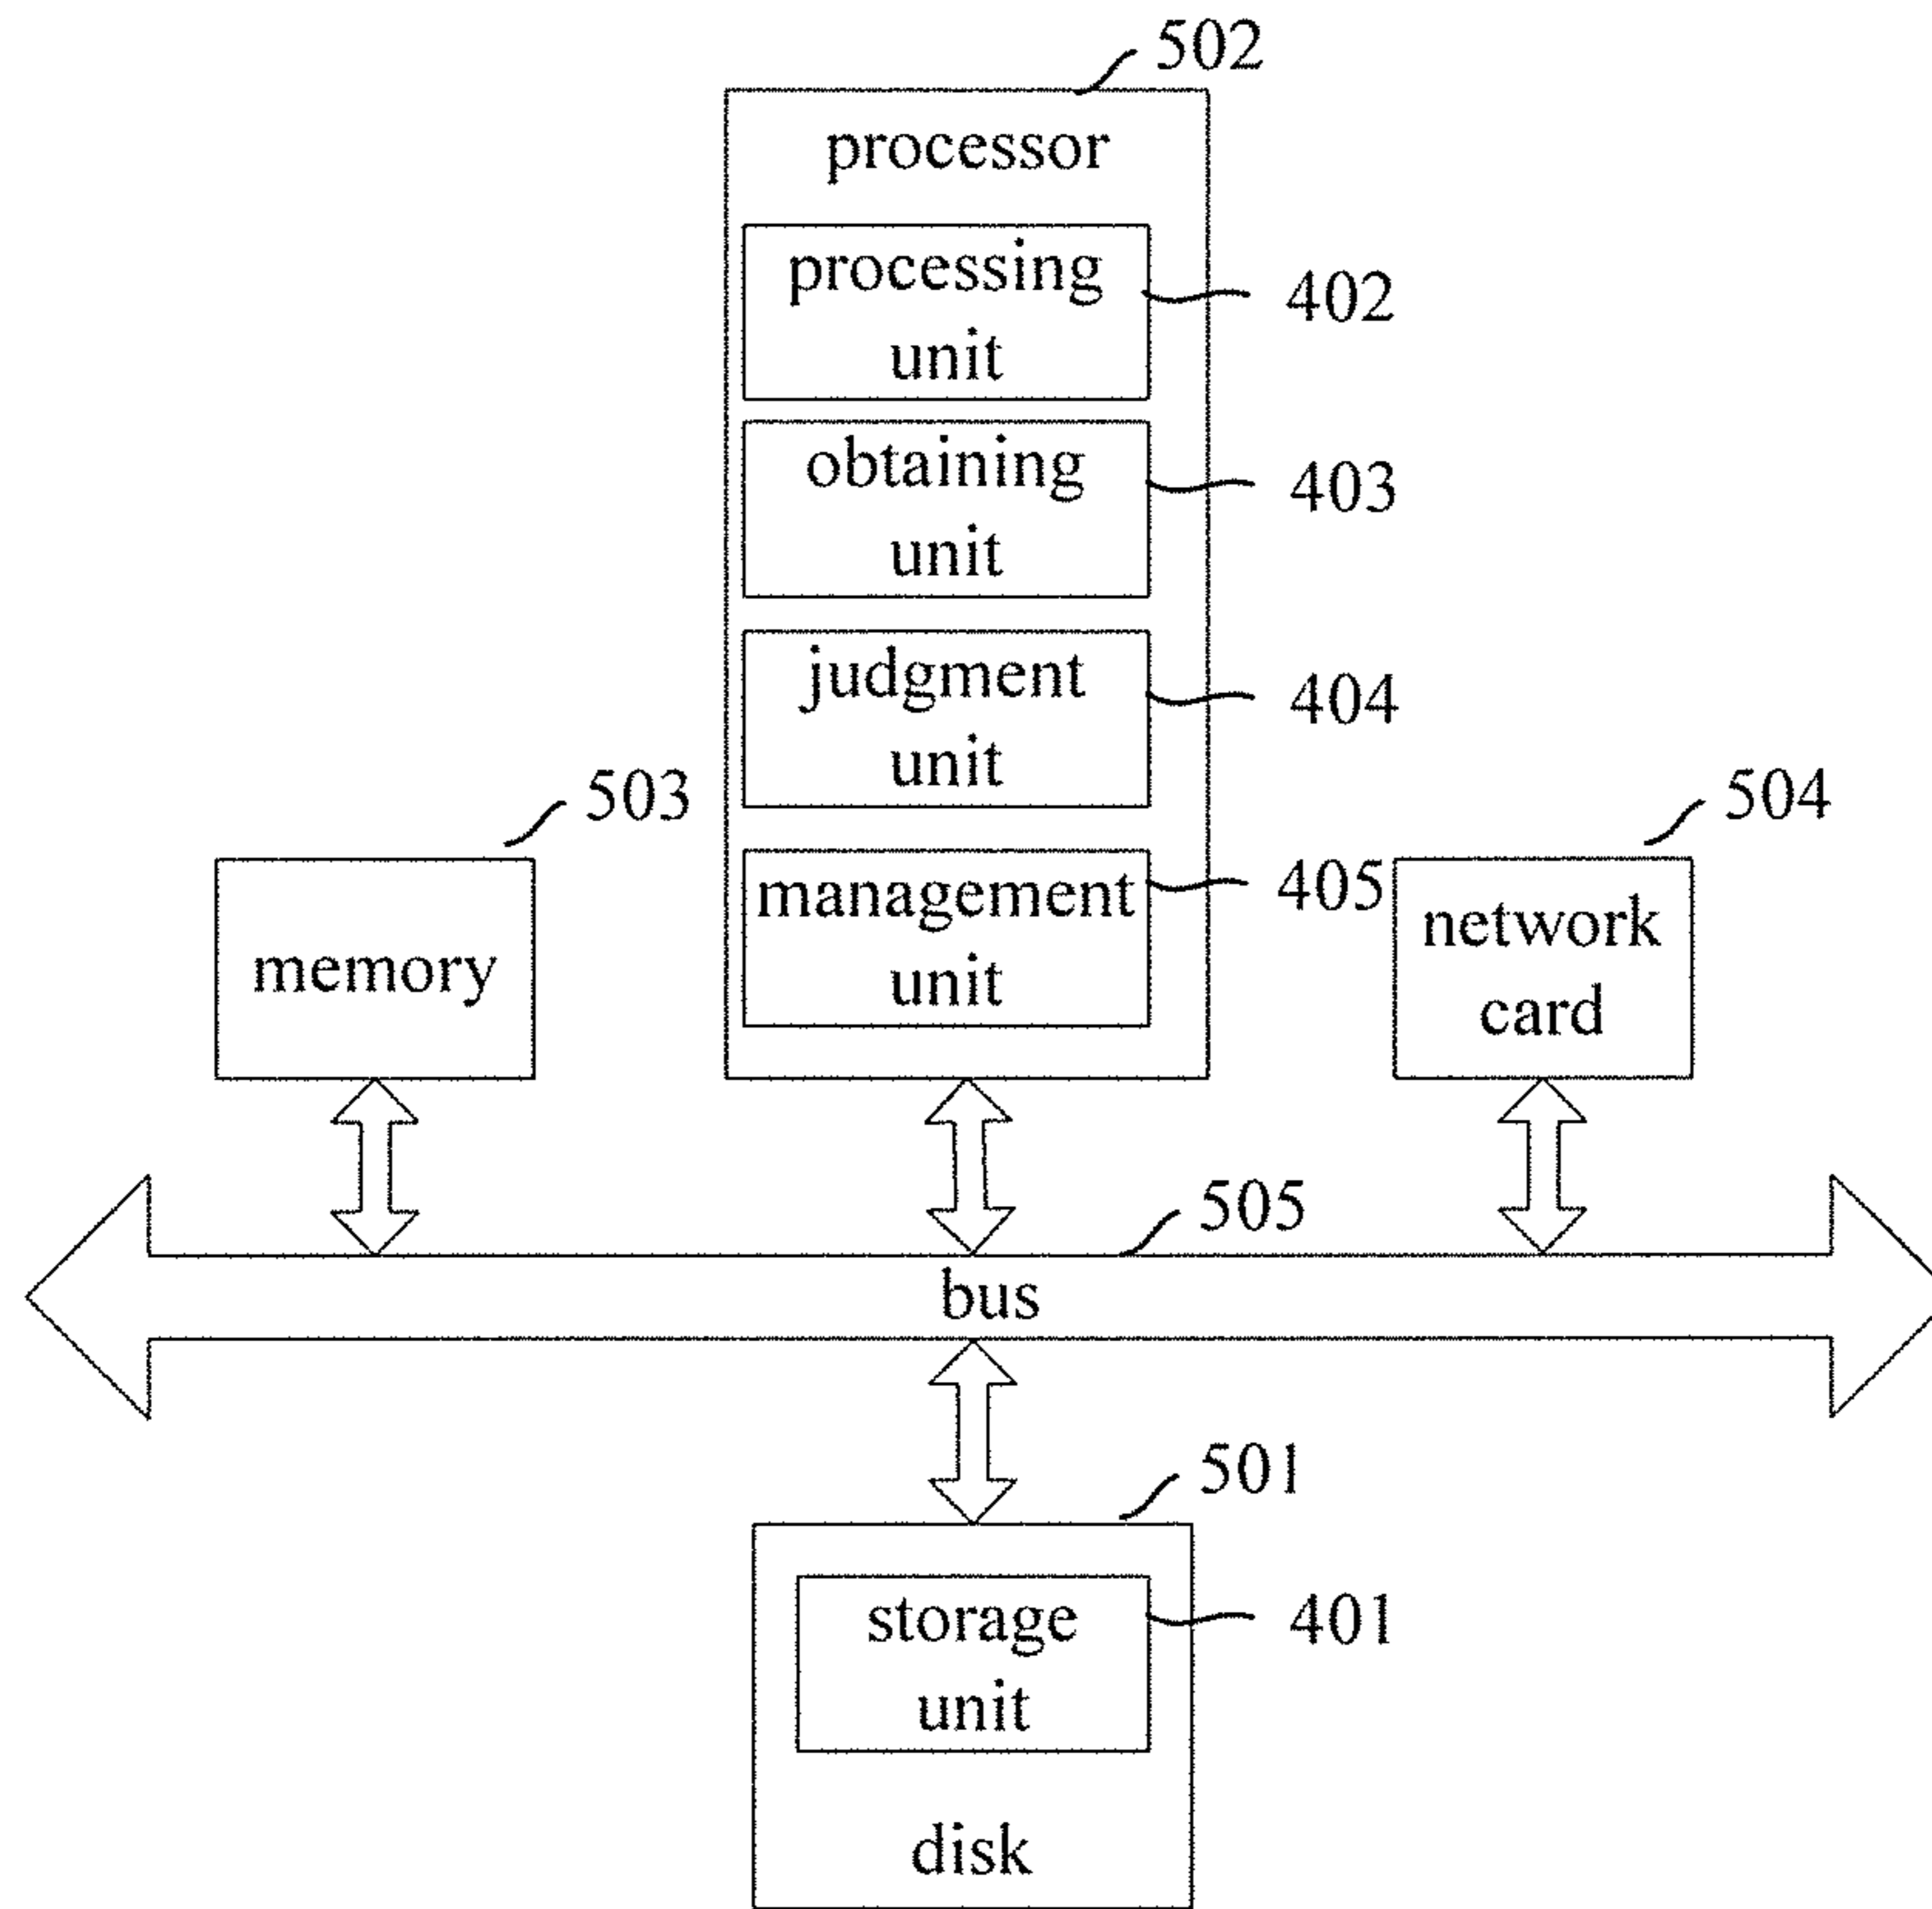 502
processor
processing
unit
402
obtaining
unit
403
judgment
unit
404
503
504
management
unit
405
memory
network
card
505
bus
501
storage
unit
401
disk